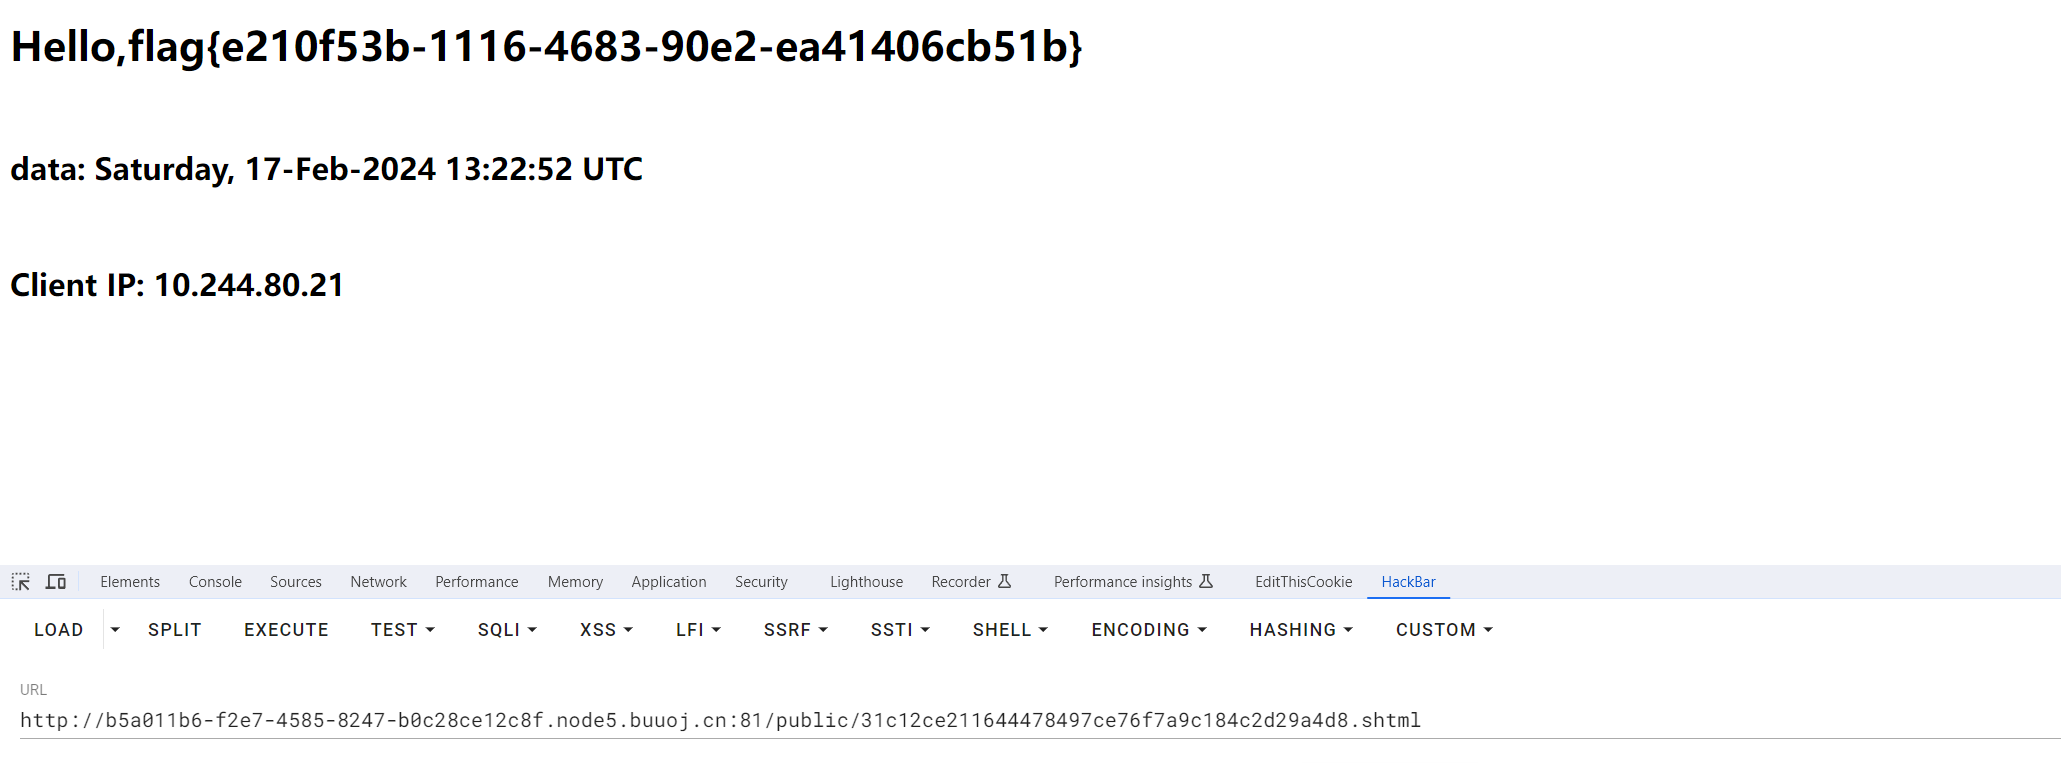 Hello,flag{e210f53b-1116-4683-90e2-ea41406cb51b}
data: Saturday, 17-Feb-2024 13:22:52 UTC
Client IP: 10.244.80.21
Elements Console Sources Network Performance Memory Application Security Lighthouse Recorder Performance insights EditThisCookie HackBar
LOAD SPLIT EXECUTE TEST SQLI XSS LFI SSRF SSTI SHELL ENCODING HASHING CUSTOM
URL
http://b5a011b6-f2e7-4585-8247-b0c28ce12c8f.node5.buuoj.cn:81/public/31c12ce211644478497ce76f7a9c184c2d29a4d8.shtml